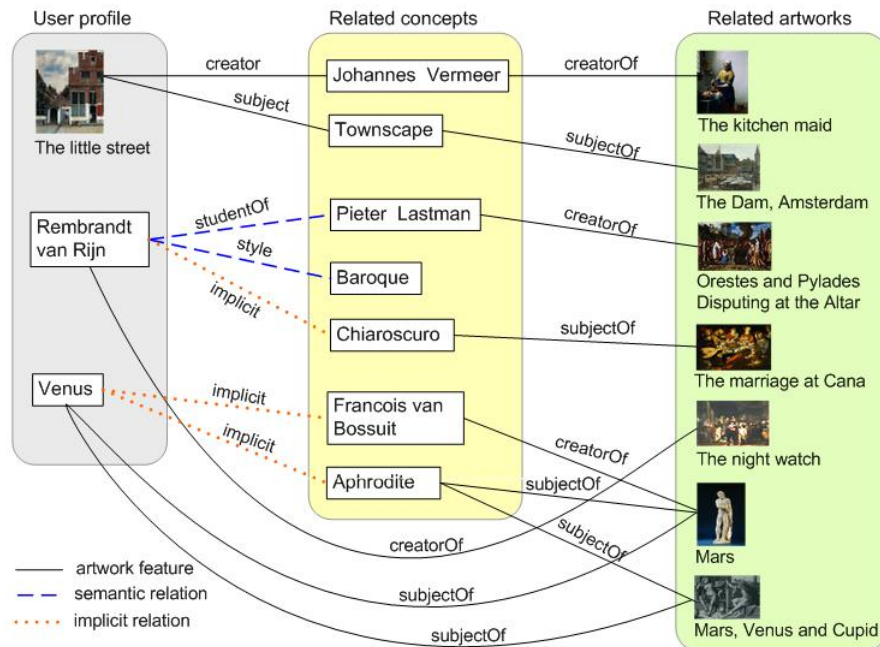 User profile
Related concepts
Related artworks
The little street
creator
Johannes Vermeer
creatorOf
The kitchen maid
subject
Townscape
subjectOf
The Dam, Amsterdam
Rembrandt
van Rijn
studentOf
Pieter Lastman
creatorOf
Orestes and Pylades
Disputing at the Altar
style
Baroque
implicit
Chiaroscuro
subjectOf
The marriage at Cana
Venus
implicit
Francois van
Bossuit
creatorOf
The night watch
implicit
Aphrodite
subjectOf
Mars
subjectOf
creatorOf
subjectOf
subjectOf
Mars, Venus and Cupid
artwork feature
semantic relation
implicit relation